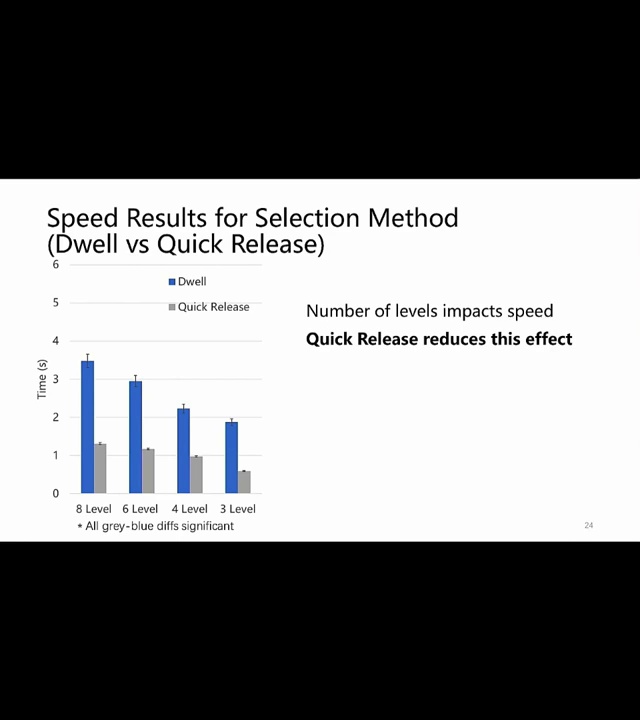 Speed Results for Selection Method
(Dwell vs Quick Release)
6
5
4
3
2
1
0
Time (s)
Dwell
Quick Release
8 Level
6 Level
4 Level
3 Level
* All grey-blue diffs significant
Number of levels impacts speed
Quick Release reduces this effect
24